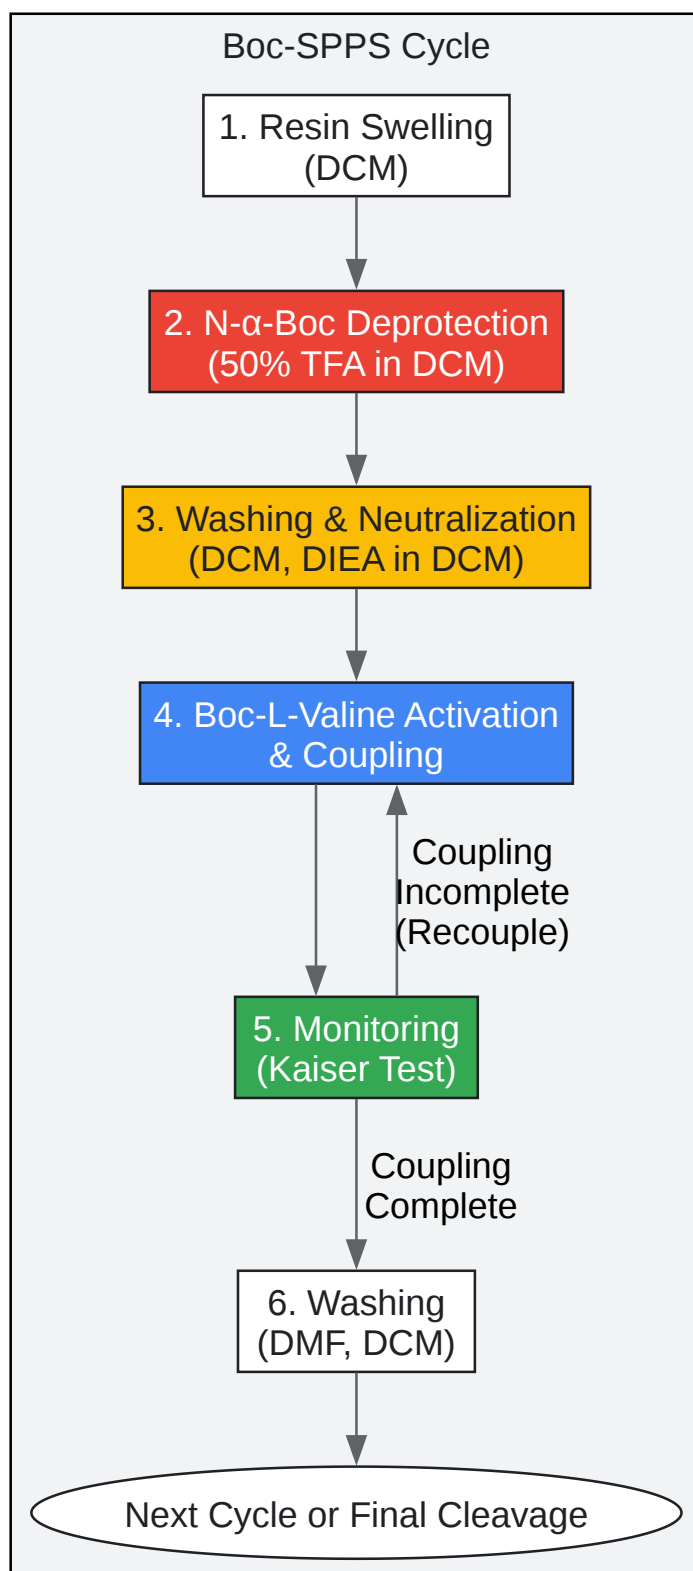 Boc-SPPS Cycle
1. Resin Swelling
(DCM)
2. N-α-Boc Deprotection
(50% TFA in DCM)
3. Washing & Neutralization
(DCM, DIEA in DCM)
4. Boc-L-Valine Activation
& Coupling
Coupling
Incomplete
(Recouple)
5. Monitoring
(Kaiser Test)
Coupling
Complete
6. Washing
(DMF, DCM)
Next Cycle or Final Cleavage